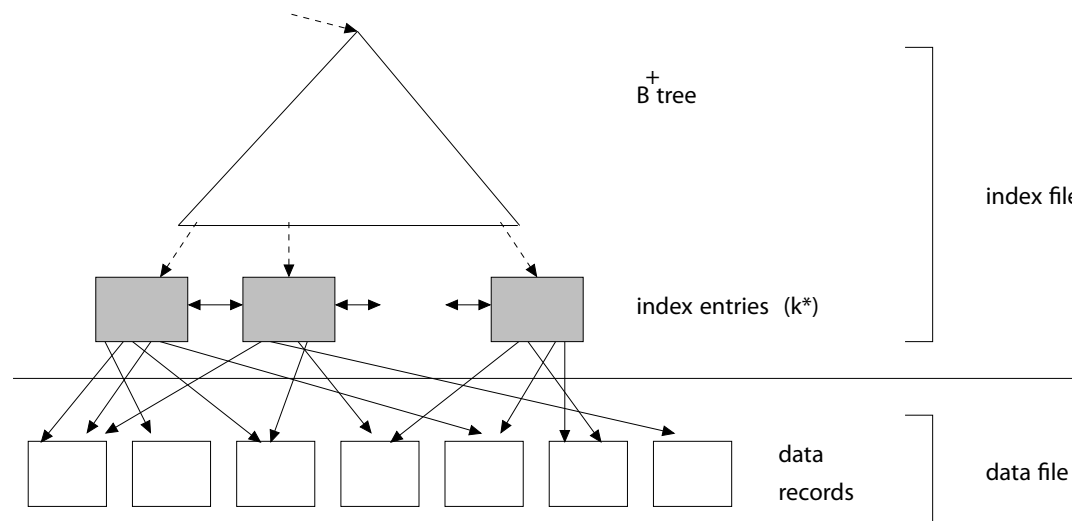 B+ tree
index file
index entries (k*)
data
records
data file